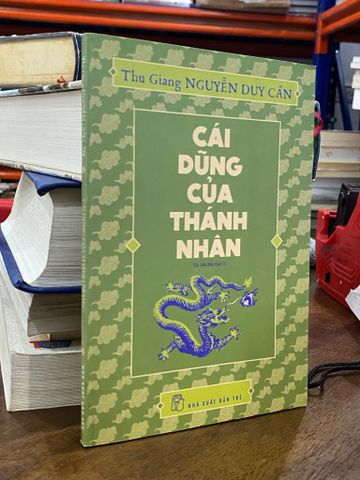 Thu Giang NGUYỄN DUY CẦN
CÁI
DŨNG
CỦA
THÁNH
NHÂN
NHÀ XUẤT BẢN TRẺ